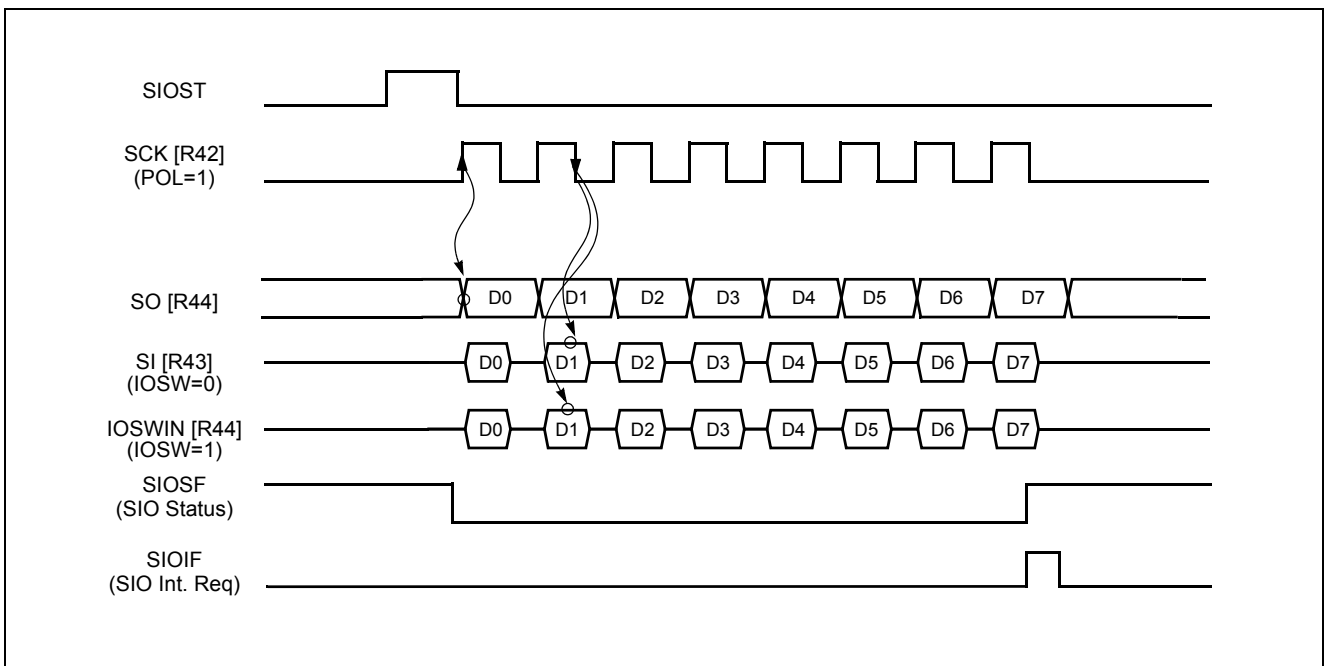 SIOST
SCK [R42]
(POL=1)
SO [R44]
D0 D1 D2 D3 D4 D5 D6 D7
SI [R43]
(IOSW=0)
D0 D1 D2 D3 D4 D5 D6 D7
IOSWIN [R44]
(IOSW=1)
D0 D1 D2 D3 D4 D5 D6 D7
SIOSF
(SIO Status)
SIOIF
(SIO Int. Req)